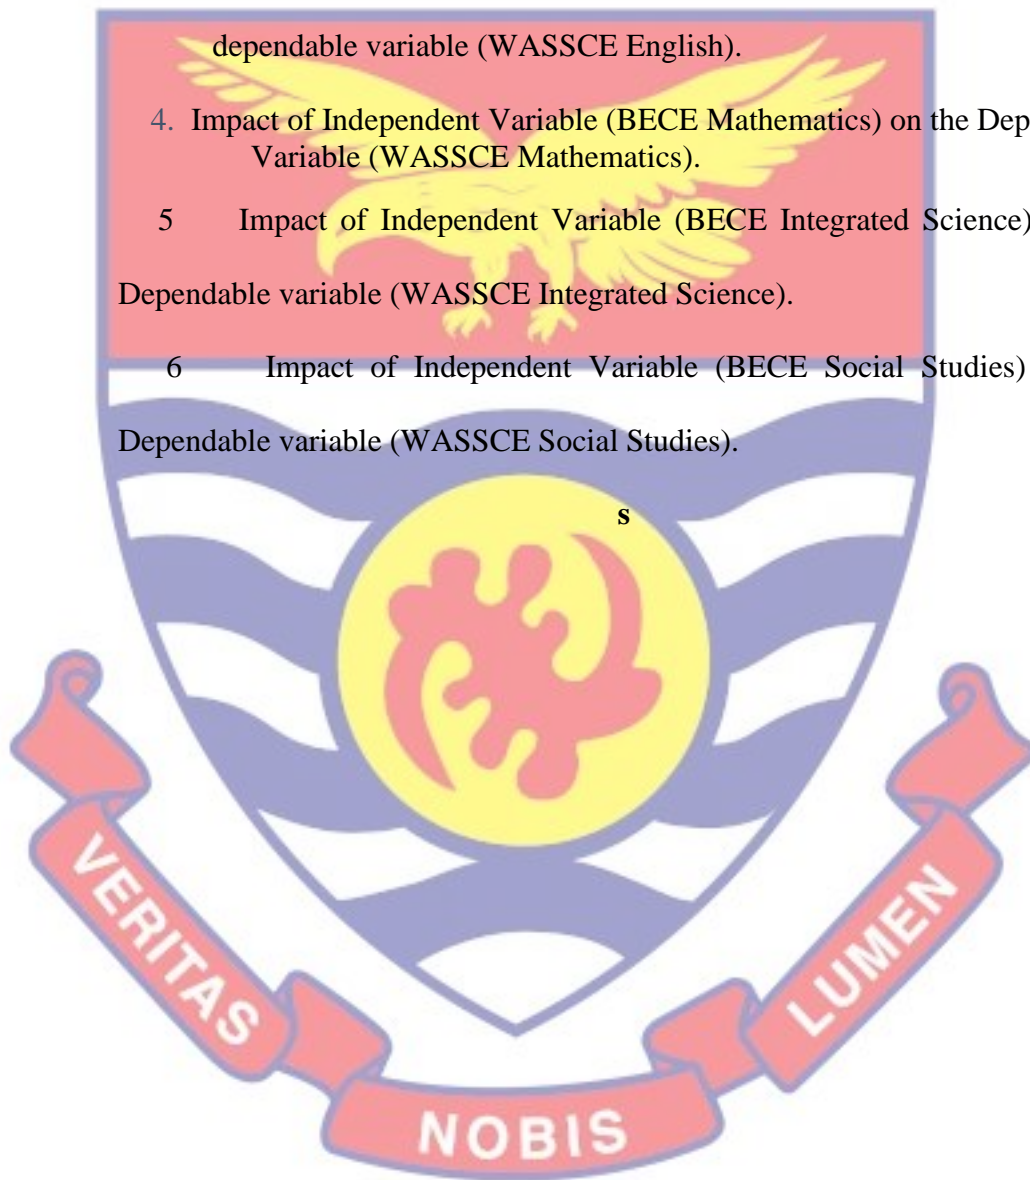 dependable variable (WASSCE English).
4. Impact of Independent Variable (BECE Mathematics) on the Dep
Variable (WASSCE Mathematics).
5 Impact of Independent Variable (BECE Integrated Science)
Dependable variable (WASSCE Integrated Science).
6 Impact of Independent Variable (BECE Social Studies)
Dependable variable (WASSCE Social Studies).
s
VERITAS
NOBIS
LUMEN